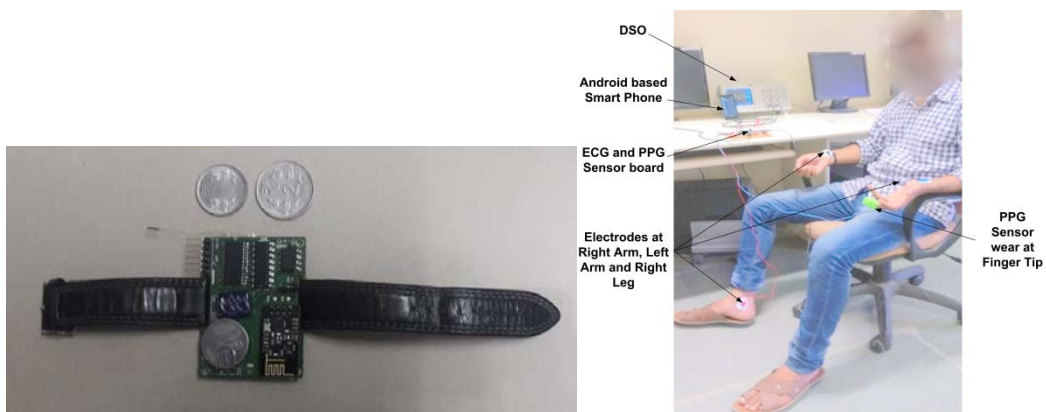 DSO
Android based
Smart Phone
ECG and PPG
Sensor board
Electrodes at
Right Arm, Left
Arm and Right
Leg
PPG
Sensor
wear at
Finger Tip